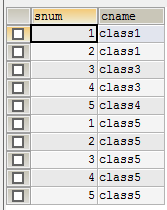 snum cname
1 class1
2 class1
3 class3
4 class3
5 class4
1 class5
2 class5
3 class5
4 class5
5 class5